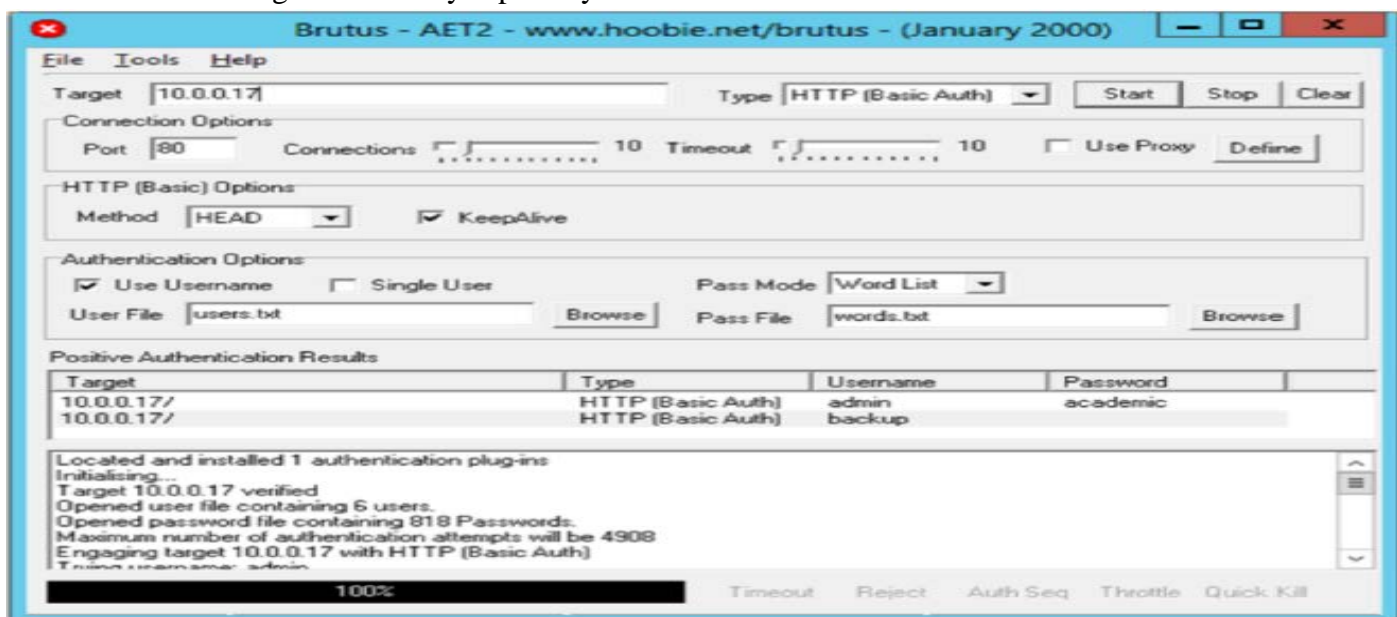 Brutus - AET2 - www.hoobie.net/brutus - (January 2000)
File Tools Help
Target 10.0.0.17 Type HTTP (Basic Auth) Start Stop Clear
Connection Options
Port 80 Connections 10 Timeout 10 Use Proxy Define
HTTP (Basic) Options
Method HEAD KeepAlive
Authentication Options
Use Username Single User Pass Mode Word List
User File users.txt Browse Pass File words.txt Browse
Positive Authentication Results
Target Type Username Password
10.0.0.17/ HTTP (Basic Auth) admin academic
10.0.0.17/ HTTP (Basic Auth) backup
Located and installed 1 authentication plug-ins
Initialising...
Target 10.0.0.17 verified
Opened user file containing 6 users.
Opened password file containing 818 Passwords.
Maximum number of authentication attempts will be 4908
Engaging target 10.0.0.17 with HTTP (Basic Auth)
Trying username: admin
100% Timeout Reject Auth Seq Throttle Quick Kill